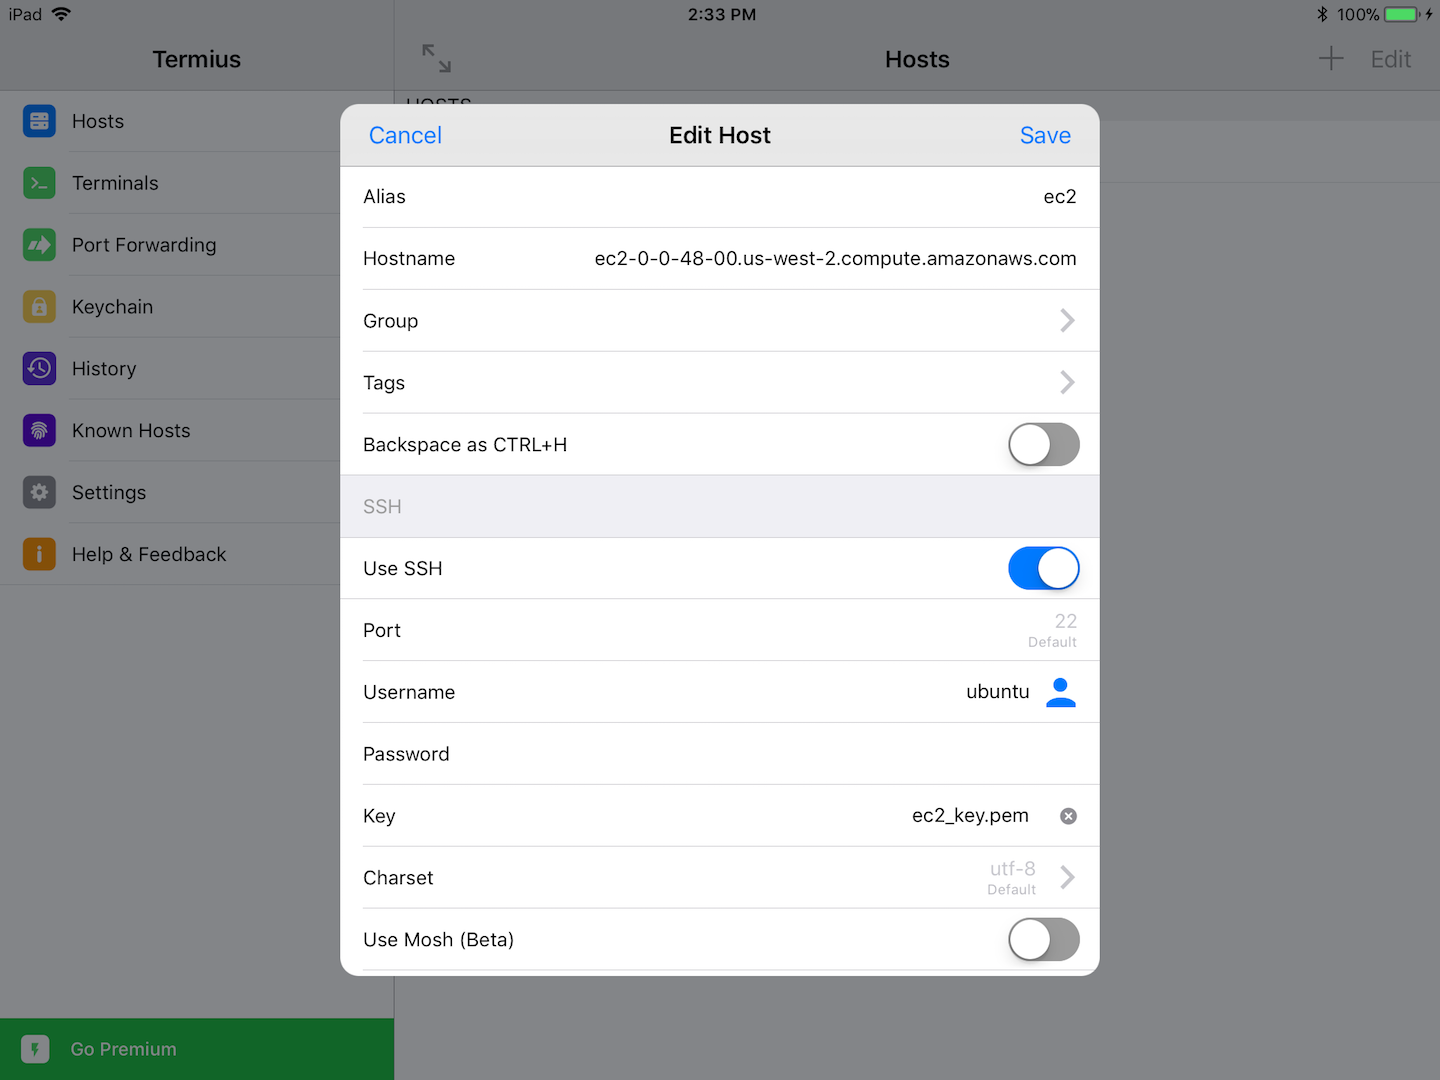 iPad
2:33 PM
100%
Termius
Hosts
Edit
HOSTS
Hosts
Terminals
Port Forwarding
Keychain
History
Known Hosts
Settings
Help & Feedback
Go Premium
Cancel
Edit Host
Save
Alias
ec2
Hostname
ec2-0-0-48-00.us-west-2.compute.amazonaws.com
Group
Tags
Backspace as CTRL+H
SSH
Use SSH
Port
22
Default
Username
ubuntu
Password
Key
ec2_key.pem
Charset
utf-8
Default
Use Mosh (Beta)